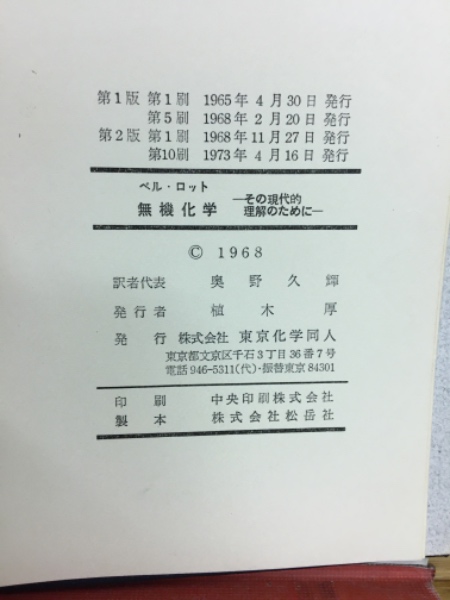 第1版 第1刷 1965年 4月30日 発行
第5刷 1968年 2月20日 発行
第2版 第1刷 1968年11月27日 発行
第10刷 1973年 4月16日 発行
ベル・ロット
無機化学 ―その現代的
理解のために―
© 1968
訳者代表 奥野久輝
発行者 植木厚
発行 株式会社 東京化学同人
東京都文京区千石3丁目36番7号
電話 946-5311(代)・振替東京 84301
印刷 中央印刷株式会社
製本 株式会社松岳社